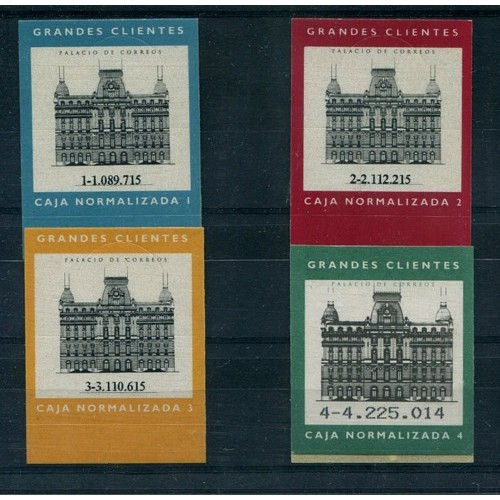 GRANDES CLIENTES
PALACIO DE CORREOS
1-1.089.715
CAJA NORMALIZADA 1
GRANDES CLIENTES
PALACIO DE CORREOS
2-2.112.215
CAJA NORMALIZADA 2
GRANDES CLIENTES
PALACIO DE CORREOS
3-3.110.615
CAJA NORMALIZADA 3
GRANDES CLIENTES
PALACIO DE CORREOS
4-4.225.014
CAJA NORMALIZADA 4